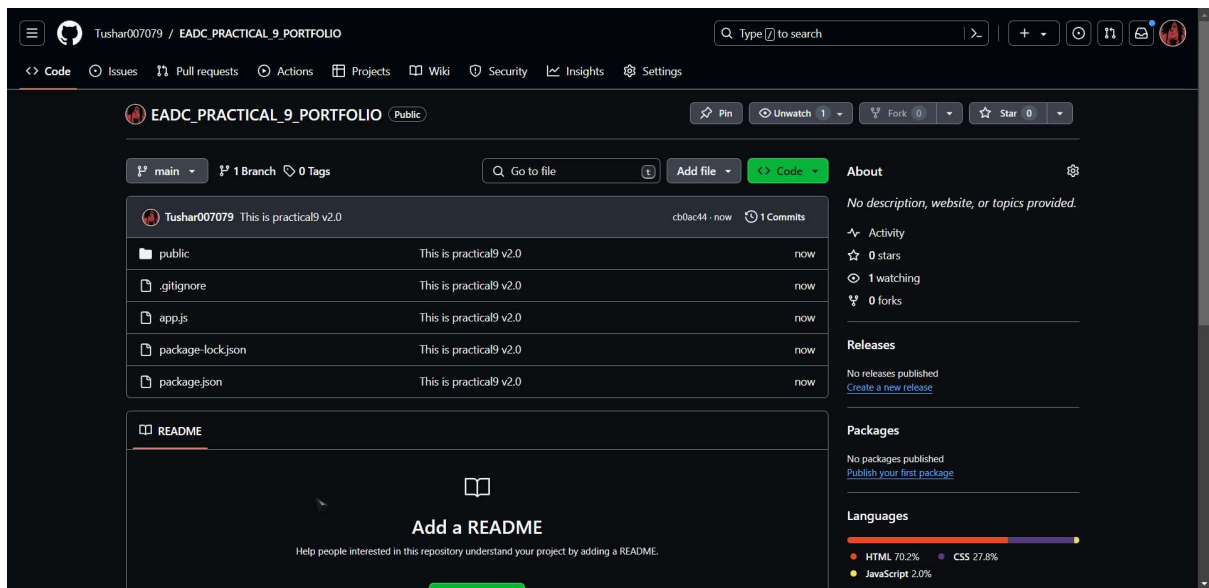 Tushar007079 / EADC_PRACTICAL_9_PORTFOLIO
Type / to search
Code Issues Pull requests Actions Projects Wiki Security Insights Settings
EADC_PRACTICAL_9_PORTFOLIO Public
Pin Unwatch 1 Fork 0 Star 0
main 1 Branch 0 Tags Go to file t Add file Code
Tushar007079 This is practical9 v2.0 cb0ac44 · now 1 Commits
public This is practical9 v2.0 now
.gitignore This is practical9 v2.0 now
app.js This is practical9 v2.0 now
package-lock.json This is practical9 v2.0 now
package.json This is practical9 v2.0 now
README
Add a README
Help people interested in this repository understand your project by adding a README.
About
No description, website, or topics provided.
Activity
0 stars
1 watching
0 forks
Releases
No releases published
Create a new release
Packages
No packages published
Publish your first package
Languages
HTML 70.2% CSS 27.8%
JavaScript 2.0%